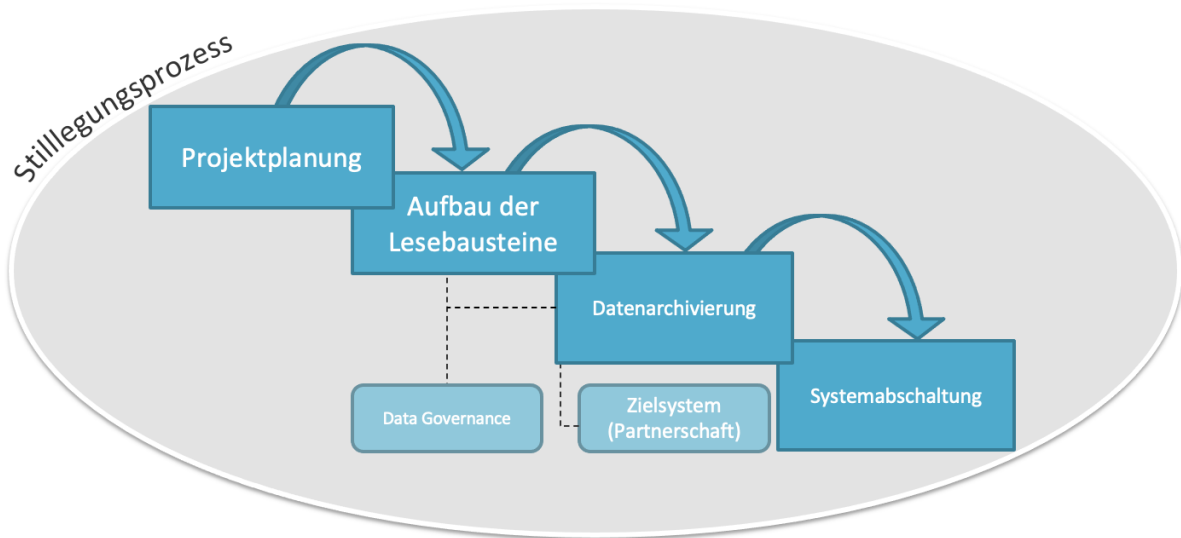 Stilllegungsprozess
Projektplanung
Aufbau der
Lesebausteine
Datenarchivierung
Systemabschaltung
Data Governance
Zielsystem
(Partnerschaft)